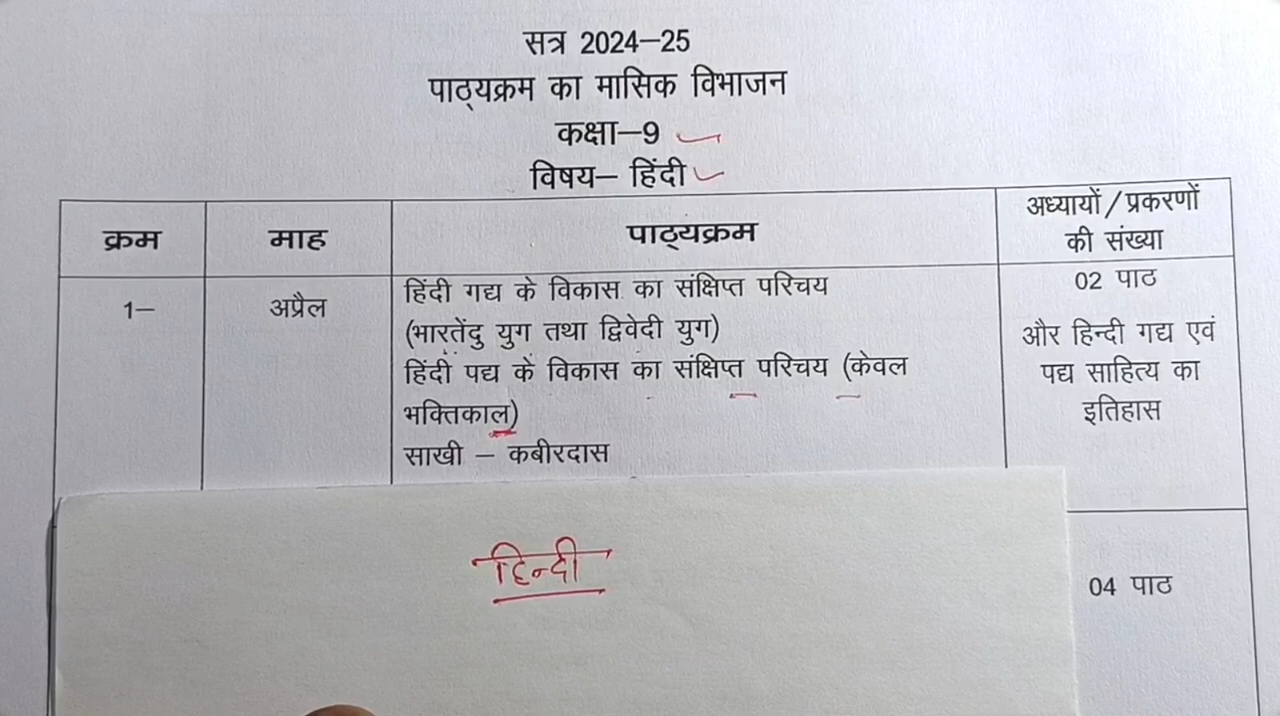 सत्र 2024–25
पाठ्यक्रम का मासिक विभाजन
कक्षा–9
विषय– हिंदी
क्रम माह पाठ्यक्रम अध्यायों/प्रकरणों की संख्या
1– अप्रैल
हिंदी गद्य के विकास का संक्षिप्त परिचय
(भारतेंदु युग तथा द्विवेदी युग)
हिंदी पद्य के विकास का संक्षिप्त परिचय (केवल
भक्तिकाल)
साखी – कबीरदास
02 पाठ
और हिन्दी गद्य एवं
पद्य साहित्य का
इतिहास
हिन्दी
04 पाठ